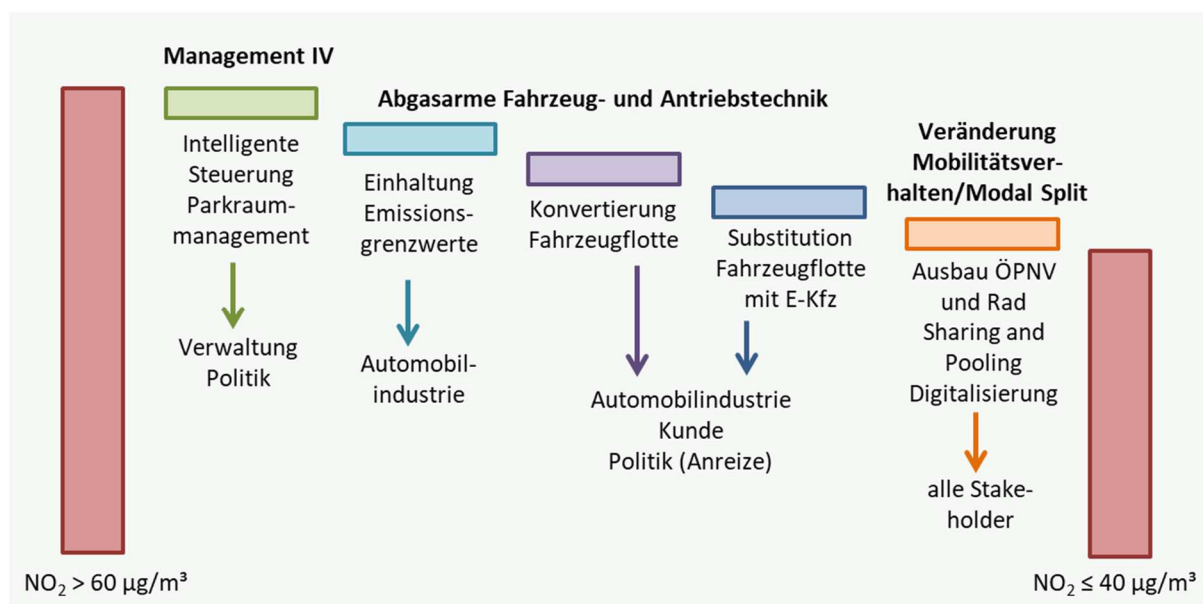 Management IV
Intelligente
Steuerung
Parkraum-
management
Verwaltung
Politik
Abgasarme Fahrzeug- und Antriebstechnik
Einhaltung
Emissions-
grenzwerte
Automobil-
industrie
Konvertierung
Fahrzeugflotte
Substitution
Fahrzeugflotte
mit E-Kfz
Automobilindustrie
Kunde
Politik (Anreize)
Veränderung
Mobilitätsver-
halten/Modal Split
Ausbau ÖPNV
und Rad
Sharing and
Pooling
Digitalisierung
alle Stake-
holder
NO₂ > 60 µg/m³
NO₂ ≤ 40 µg/m³